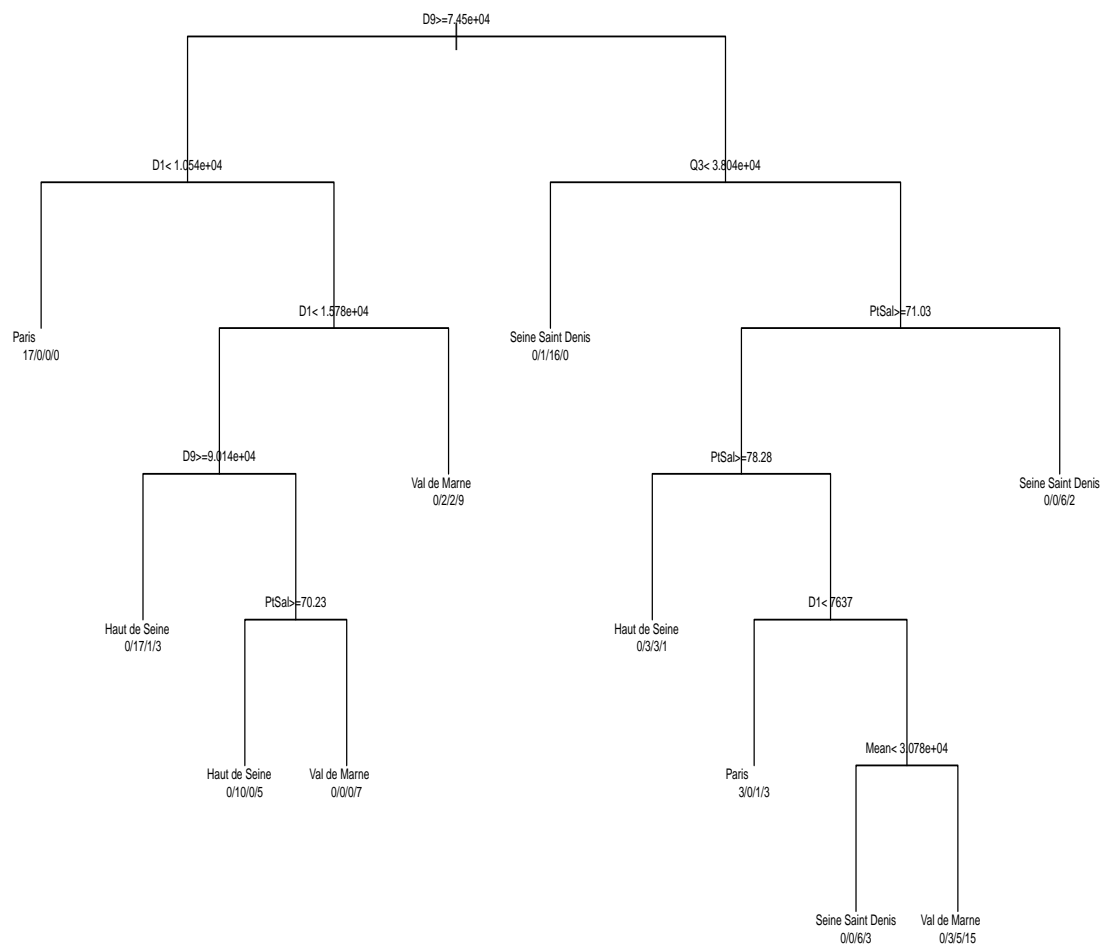 D9>=7.45e+04
D1< 1.054e+04
Q3< 3.804e+04
Paris
17/0/0/0
D1< 1.578e+04
Seine Saint Denis
0/1/16/0
PtSal>=71.03
D9>=9.014e+04
Val de Marne
0/2/2/9
PtSal>=78.28
Seine Saint Denis
0/0/6/2
Haut de Seine
0/17/1/3
PtSal>=70.23
Haut de Seine
0/3/3/1
D1< 7637
Haut de Seine
0/10/0/5
Val de Marne
0/0/0/7
Paris
3/0/1/3
Mean< 3.078e+04
Seine Saint Denis
0/0/6/3
Val de Marne
0/3/5/15